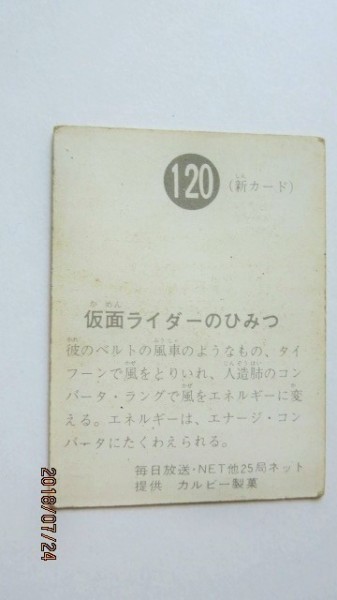 120
(新カード)
仮面ライダーのひみつ
彼のベルトの風車のようなもの、タイ
フーンで風をとりいれ、人造肺のコン
バータ・ラングで風をエネルギーに変
える。エネルギーは、エナージ・コン
バータにたくわえられる。
毎日放送・NET他25局ネット
提供 カルビー製菓
2018/07/24